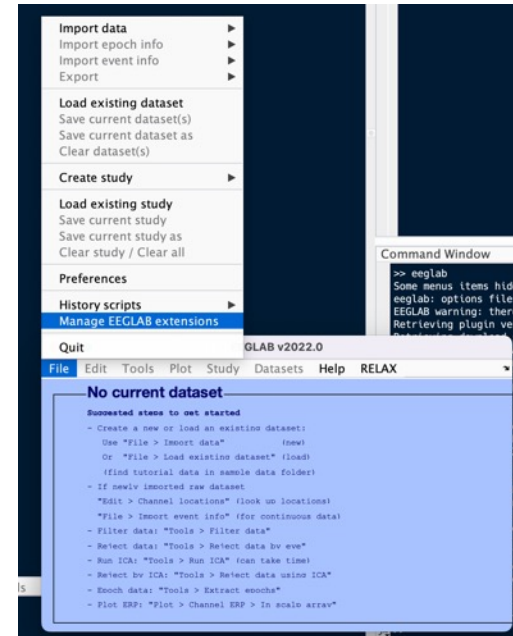 Import data
Import epoch info
Import event info
Export
Load existing dataset
Save current dataset(s)
Save current dataset as
Clear dataset(s)
Create study
Load existing study
Save current study
Save current study as
Clear study / Clear all
Preferences
History scripts
Manage EEGLAB extensions
Quit
Command Window
>> eeglab
Some menus items hid
eeglab: options file
EEGLAB warning: ther
Retrieving plugin ve
GLAB v2022.0
File Edit Tools Plot Study Datasets Help RELAX
No current dataset
Suggested steps to get started
- Create a new or load an existing dataset:
Use "File > Import data" (new)
Or "File > Load existing dataset" (load)
(find tutorial data in sample data folder)
- If newly imported raw dataset
"Edit > Channel locations" (look up locations)
"File > Import event info" (for continuous data)
- Filter data: "Tools > Filter data"
- Reject data: "Tools > Reject data by eye"
- Run ICA: "Tools > Run ICA" (can take time)
- Reject by ICA: "Tools > Reject data using ICA"
- Epoch data: "Tools > Extract epochs"
- Plot ERP: "Plot > Channel ERP > In scalp array"
ls